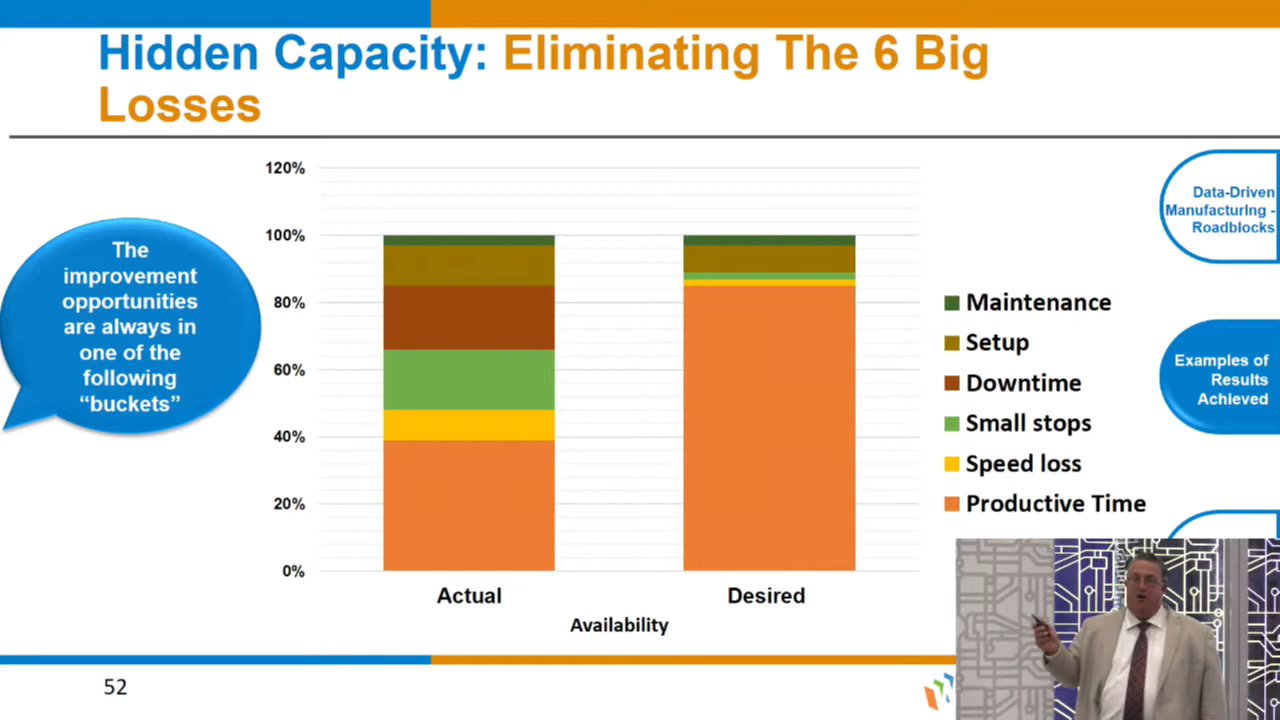 Hidden Capacity: Eliminating The 6 Big
Losses
The
improvement
opportunities
are always in
one of the
following
“buckets”
120%
100%
80%
60%
40%
20%
0%
Actual
Desired
Availability
Maintenance
Setup
Downtime
Small stops
Speed loss
Productive Time
Data-Driven
Manufacturing -
Roadblocks
Examples of
Results
Achieved
52